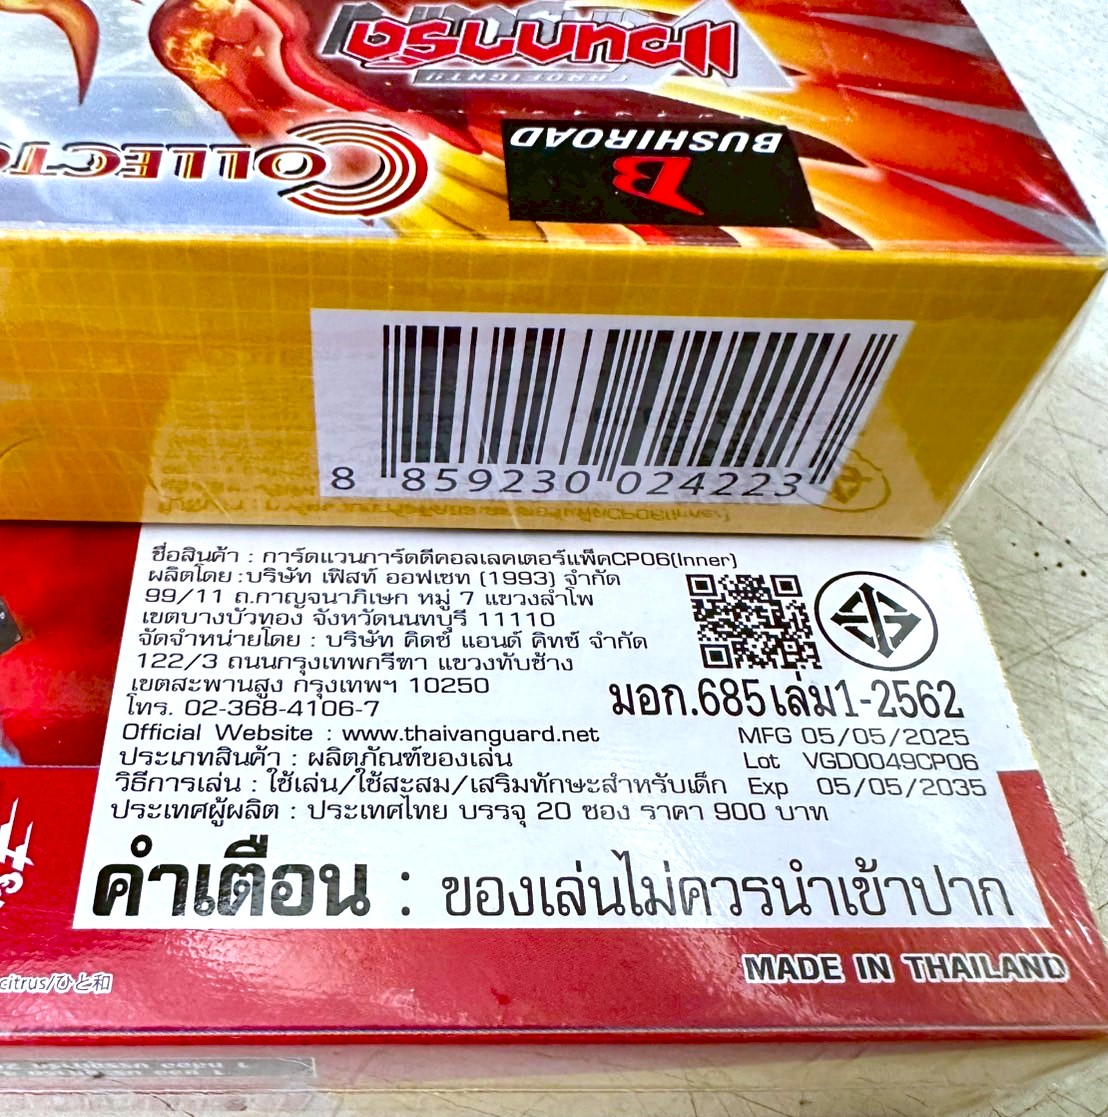 แวนการ์ด
CARDFIGHT!!
COLLECTO
BUSHIROAD
8 859230 024223
ชื่อสินค้า : การ์ดแวนการ์ดดีคอลเลคเตอร์แพ็คCP06(Inner)
ผลิตโดย :บริษัท เฟิสท์ ออฟเซท (1993) จำกัด
99/11 ถ.กาญจนาภิเษก หมู่ 7 แขวงลำโพ
เขตบางบัวทอง จังหวัดนนทบุรี 11110
จัดจำหน่ายโดย : บริษัท คิดซ์ แอนด์ คิทซ์ จำกัด
122/3 ถนนกรุงเทพกรีฑา แขวงทับช้าง
เขตสะพานสูง กรุงเทพฯ 10250
โทร. 02-368-4106-7
มอก.685เล่ม1-2562
Official Website : www.thaivanguard.net
MFG 05/05/2025
ประเภทสินค้า : ผลิตภัณฑ์ของเล่น
Lot VGD0049CP06
วิธีการเล่น : ใช้เล่น/ใช้สะสม/เสริมทักษะสำหรับเด็ก
Exp 05/05/2035
ประเทศผู้ผลิต : ประเทศไทย บรรจุ 20 ซอง ราคา 900 บาท
คำเตือน : ของเล่นไม่ควรนำเข้าปาก
MADE IN THAILAND
citrus/ひと和